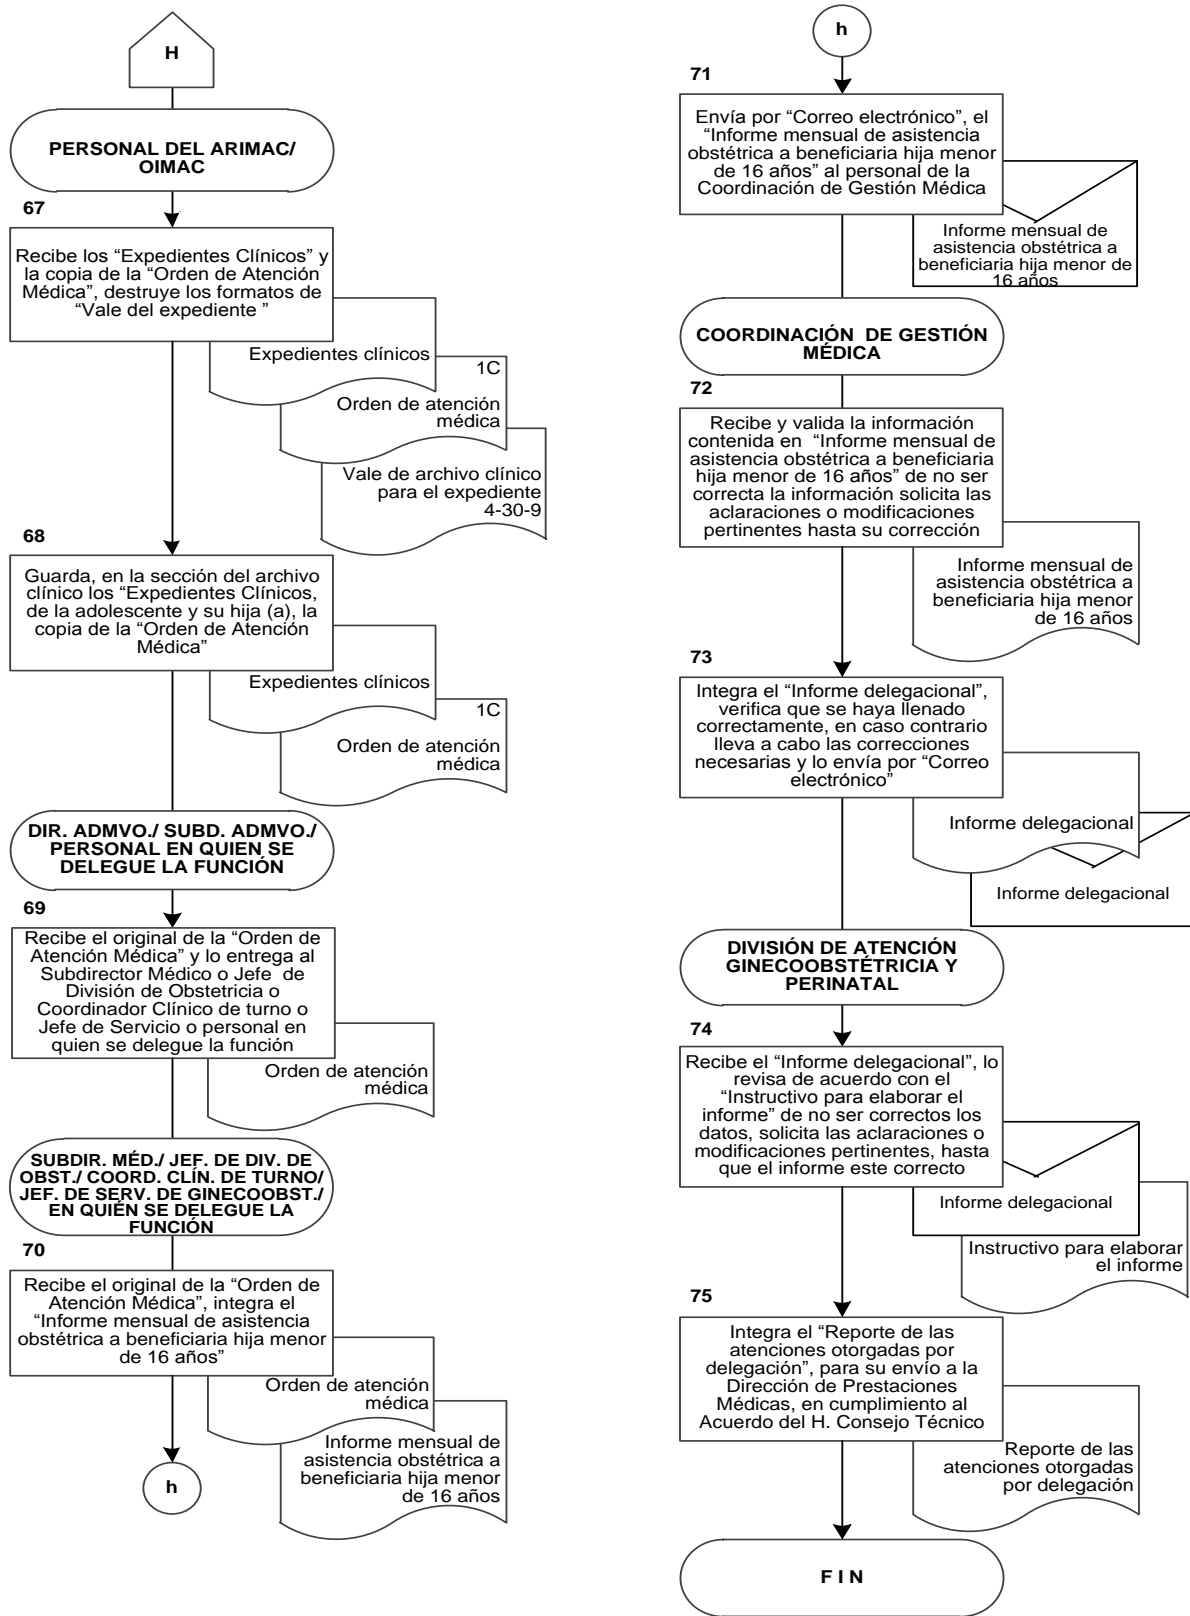 H
PERSONAL DEL ARIMAC/
OIMAC
67
Recibe los “Expedientes Clínicos” y
la copia de la “Orden de Atención
Médica”, destruye los formatos de
“Vale del expediente ”
Expedientes clínicos
1C
Orden de atención
médica
Vale de archivo clínico
para el expediente
4-30-9
68
Guarda, en la sección del archivo
clínico los “Expedientes Clínicos,
de la adolescente y su hija (a), la
copia de la “Orden de Atención
Médica”
Expedientes clínicos
1C
Orden de atención
médica
DIR. ADMVO./ SUBD. ADMVO./
PERSONAL EN QUIEN SE
DELEGUE LA FUNCIÓN
69
Recibe el original de la “Orden de
Atención Médica” y lo entrega al
Subdirector Médico o Jefe  de
División de Obstetricia o
Coordinador Clínico de turno o
Jefe de Servicio o personal en
quien se delegue la función
Orden de atención
médica
SUBDIR. MÉD./ JEF. DE DIV. DE
OBST./ COORD. CLÍN. DE TURNO/
JEF. DE SERV. DE GINECOOBST./
EN QUIÉN SE DELEGUE LA
FUNCIÓN
70
Recibe el original de la “Orden de
Atención Médica”, integra el
“Informe mensual de asistencia
obstétrica a beneficiaria hija menor
de 16 años”
Orden de atención
médica
Informe mensual de
asistencia obstétrica a
beneficiaria hija menor
de 16 años
h
h
71
Envía por “Correo electrónico”, el
“Informe mensual de asistencia
obstétrica a beneficiaria hija menor
de 16 años” al personal de la
Coordinación de Gestión Médica
Informe mensual de
asistencia obstétrica a
beneficiaria hija menor de
16 años
COORDINACIÓN  DE GESTIÓN
MÉDICA
72
Recibe y valida la información
contenida en  “Informe mensual de
asistencia obstétrica a beneficiaria
hija menor de 16 años” de no ser
correcta la información solicita las
aclaraciones o modificaciones
pertinentes hasta su corrección
Informe mensual de
asistencia obstétrica a
beneficiaria hija menor
de 16 años
73
Integra el “Informe delegacional”,
verifica que se haya llenado
correctamente, en caso contrario
lleva a cabo las correcciones
necesarias y lo envía por “Correo
electrónico”
Informe delegacional
Informe delegacional
DIVISIÓN DE ATENCIÓN
GINECOOBSTÉTRICIA Y
PERINATAL
74
Recibe el “Informe delegacional”, lo
revisa de acuerdo con el
“Instructivo para elaborar el
informe” de no ser correctos los
datos, solicita las aclaraciones o
modificaciones pertinentes, hasta
que el informe este correcto
Informe delegacional
Instructivo para elaborar
el informe
75
Integra el “Reporte de las
atenciones otorgadas por
delegación”, para su envío a la
Dirección de Prestaciones
Médicas, en cumplimiento al
Acuerdo del H. Consejo Técnico
Reporte de las
atenciones otorgadas
por delegación
F I N